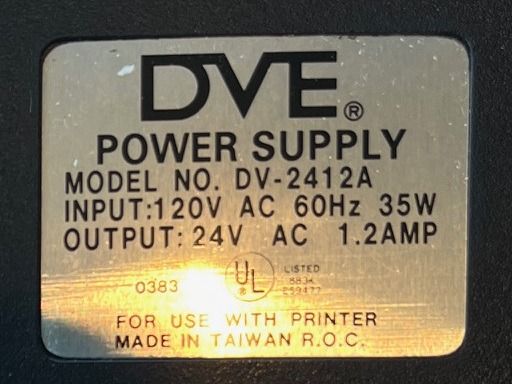 DVE®
POWER SUPPLY
MODEL NO. DV-2412A
INPUT:120V AC 60Hz 35W
OUTPUT: 24V AC 1.2AMP
0383
UL ®
LISTED
FOR USE WITH PRINTER
MADE IN TAIWAN R.O.C.